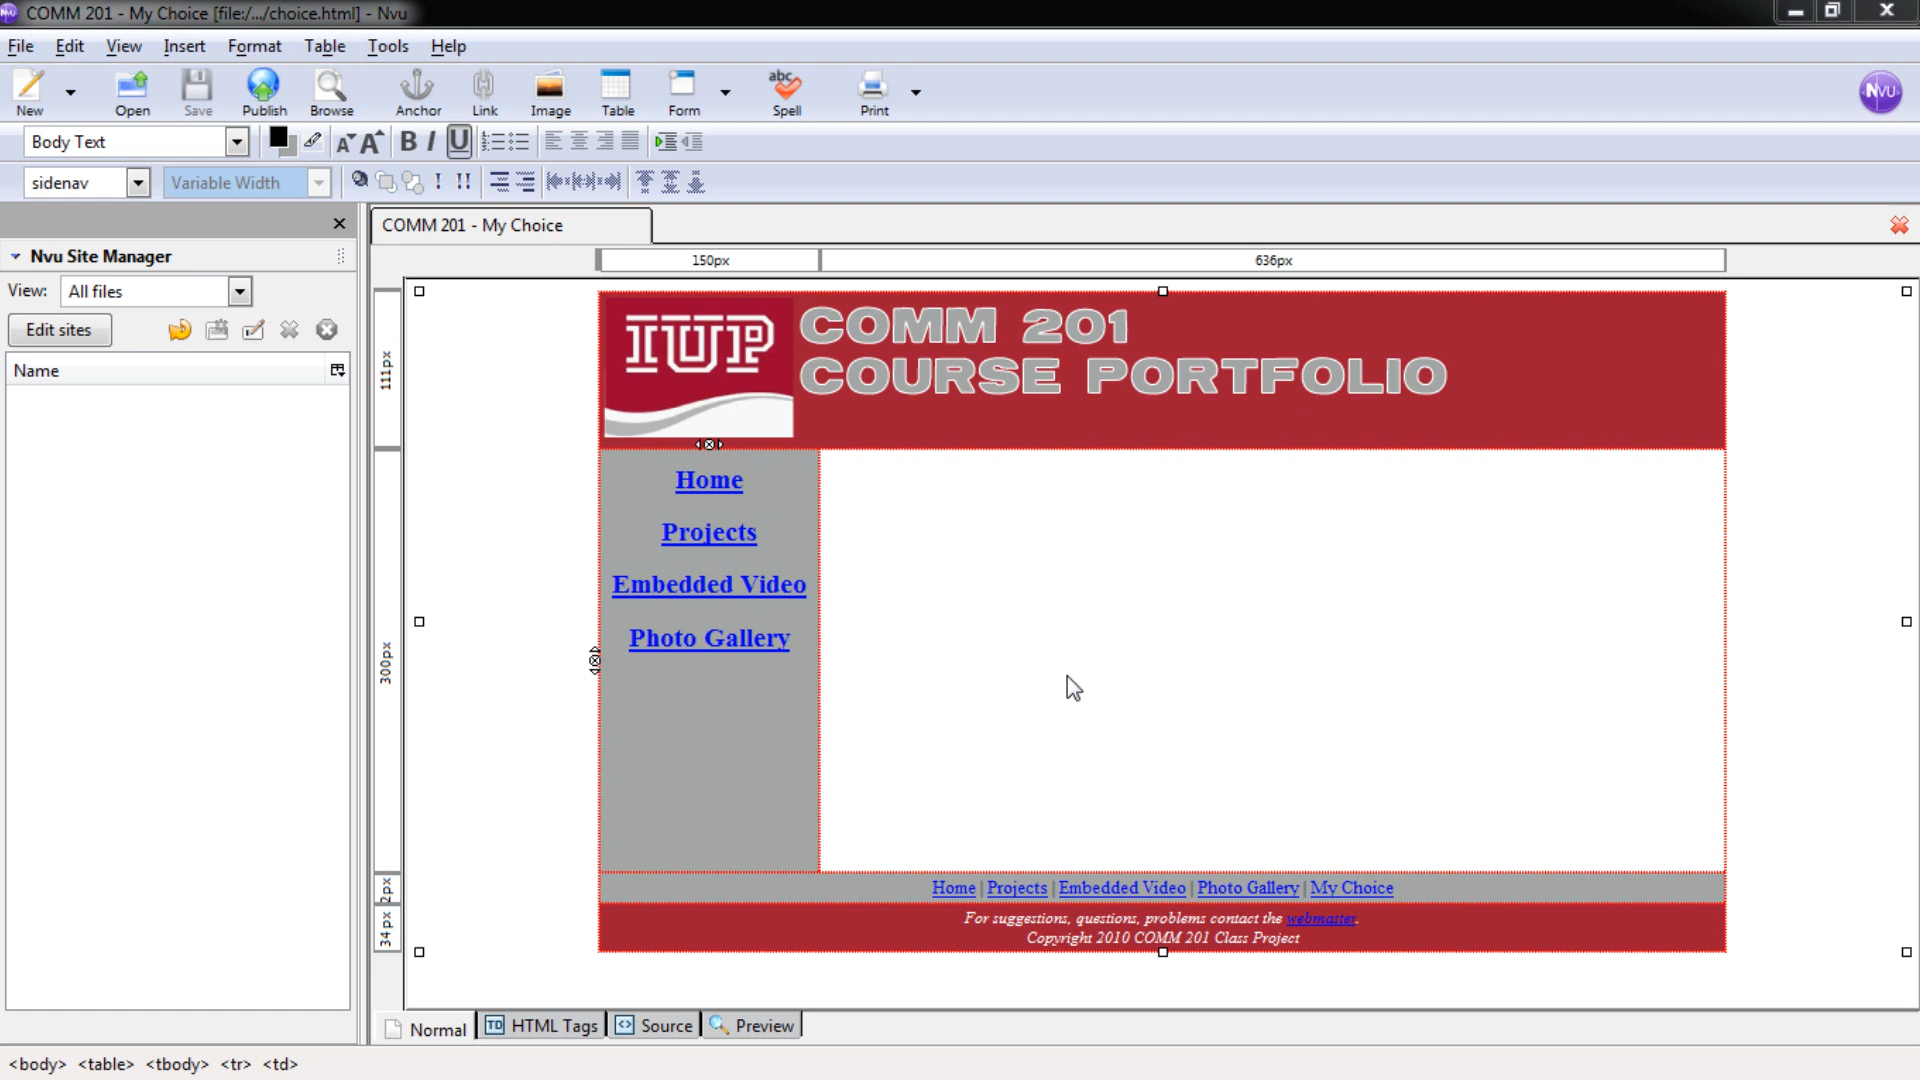 COMM 201 - My Choice [file:/.../choice.html] - Nvu
File Edit View Insert Format Table Tools Help
New Open Save Publish Browse Anchor Link Image Table Form Spell Print
NVU
Body Text
B I U
sidenav Variable Width
COMM 201 - My Choice
Nvu Site Manager
150px 636px
View: All files
Edit sites
Name
111px
IUP
COMM 201
COURSE PORTFOLIO
Home
Projects
Embedded Video
Photo Gallery
300px
2px
Home | Projects | Embedded Video | Photo Gallery | My Choice
34px
For suggestions, questions, problems contact the webmaster.
Copyright 2010 COMM 201 Class Project
Normal HTML Tags Source Preview
<body> <table> <tbody> <tr> <td>